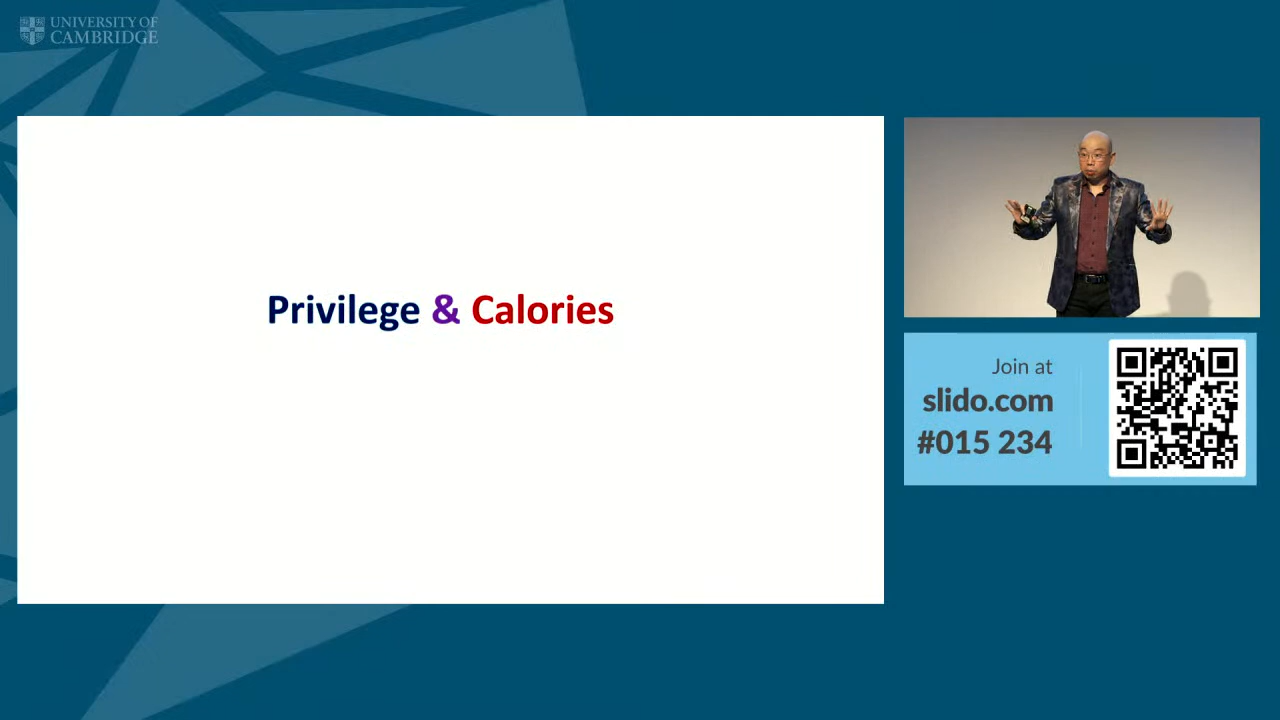 UNIVERSITY OF
CAMBRIDGE
Privilege & Calories
Join at
slido.com
#015 234